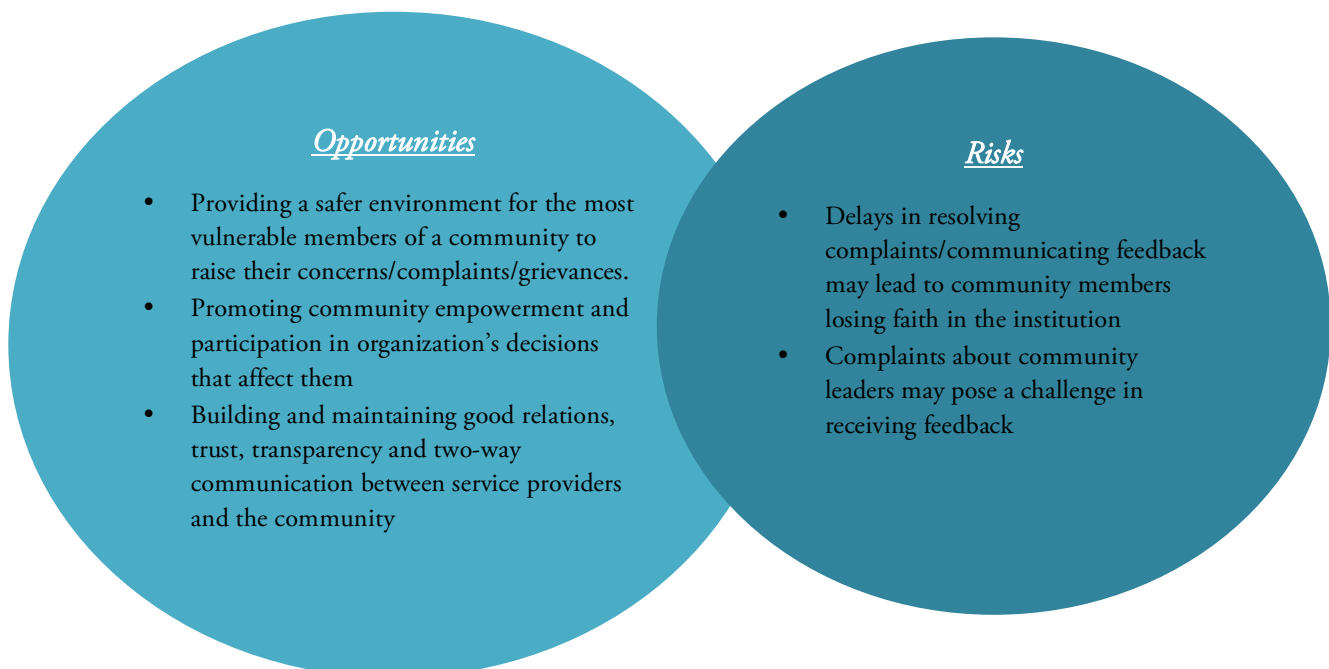 Opportunities
• Providing a safer environment for the most
vulnerable members of a community to
raise their concerns/complaints/grievances.
• Promoting community empowerment and
participation in organization’s decisions
that affect them
• Building and maintaining good relations,
trust, transparency and two-way
communication between service providers
and the community
Risks
• Delays in resolving
complaints/communicating feedback
may lead to community members
losing faith in the institution
• Complaints about community
leaders may pose a challenge in
receiving feedback